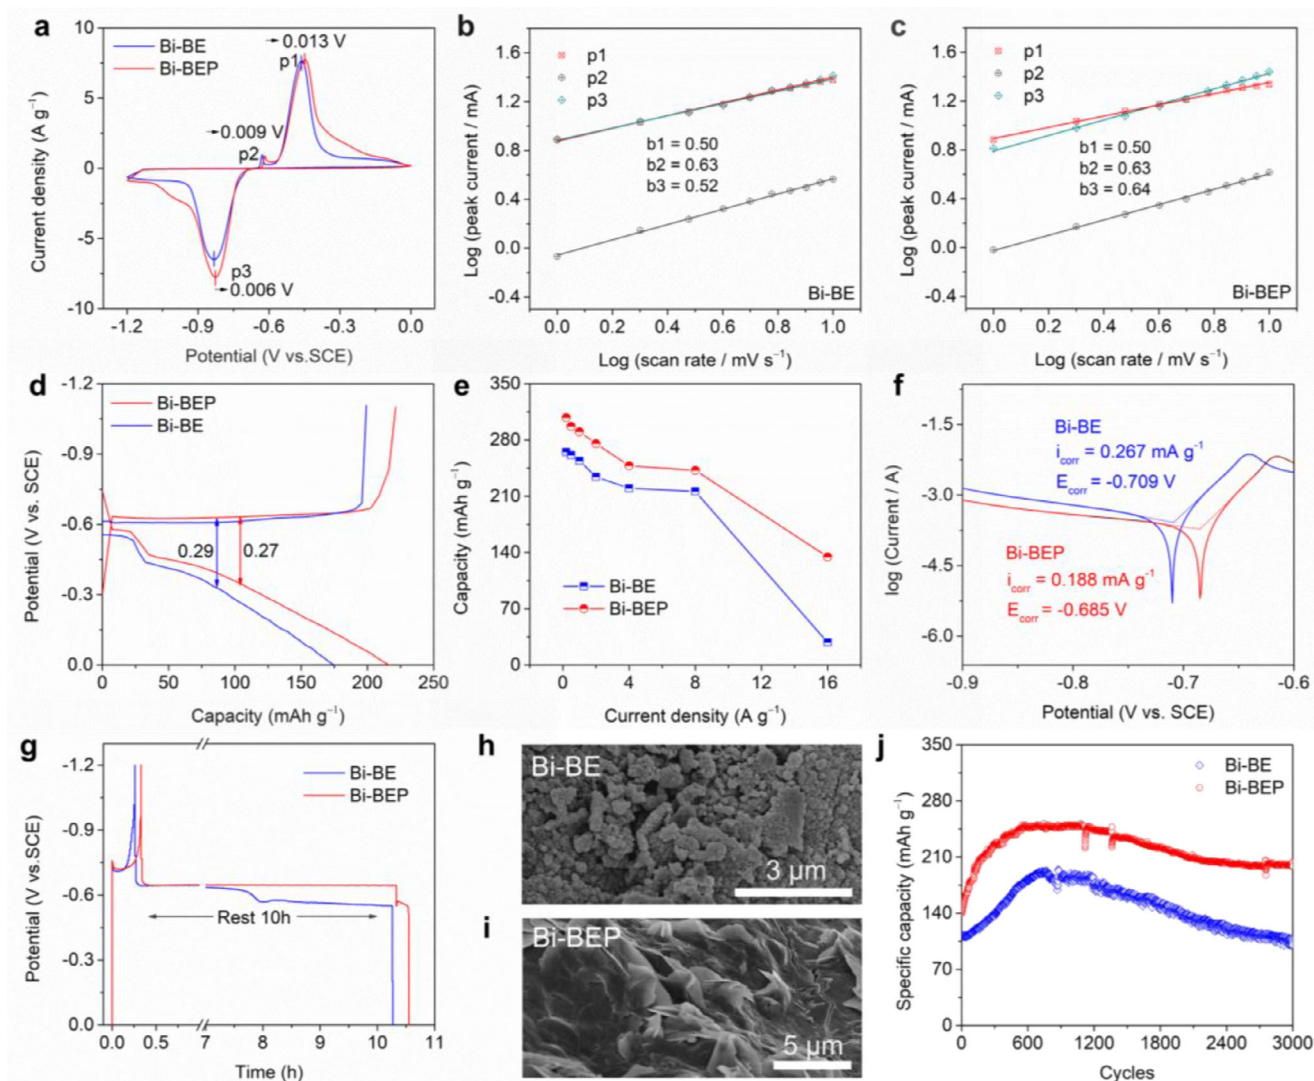 a
10
5
0
-5
-10
Current density (A g⁻¹)
Bi-BE
Bi-BEP
0.013 V
p1
0.009 V
p2
p3
0.006 V
-1.2 -0.9 -0.6 -0.3 0.0
Potential (V vs.SCE)
b
1.6
1.2
0.8
0.4
0.0
-0.4
Log (peak current / mA)
p1
p2
p3
b1 = 0.50
b2 = 0.63
b3 = 0.52
Bi-BE
0.0 0.2 0.4 0.6 0.8 1.0
Log (scan rate / mV s⁻¹)
c
1.6
1.2
0.8
0.4
0.0
-0.4
Log (peak current / mA)
p1
p2
p3
b1 = 0.50
b2 = 0.63
b3 = 0.64
Bi-BEP
0.0 0.2 0.4 0.6 0.8 1.0
Log (scan rate / mV s⁻¹)
d
-1.2
-0.9
-0.6
-0.3
0.0
Potential (V vs. SCE)
Bi-BEP
Bi-BE
0.29 0.27
0 50 100 150 200 250
Capacity (mAh g⁻¹)
e
350
280
210
140
70
0
Capacity (mAh g⁻¹)
Bi-BE
Bi-BEP
0 4 8 12 16
Current density (A g⁻¹)
f
-1.5
-3.0
-4.5
-6.0
log (Current / A)
Bi-BE
i_corr = 0.267 mA g⁻¹
E_corr = -0.709 V
Bi-BEP
i_corr = 0.188 mA g⁻¹
E_corr = -0.685 V
-0.9 -0.8 -0.7 -0.6
Potential (V vs. SCE)
g
-1.2
-0.9
-0.6
-0.3
0.0
Potential (V vs.SCE)
Bi-BE
Bi-BEP
Rest 10h
0.0 0.5 7 8 9 10 11
Time (h)
h
Bi-BE
3 μm
i
Bi-BEP
5 μm
j
350
280
210
140
70
0
Specific capacity (mAh g⁻¹)
Bi-BE
Bi-BEP
0 600 1200 1800 2400 3000
Cycles